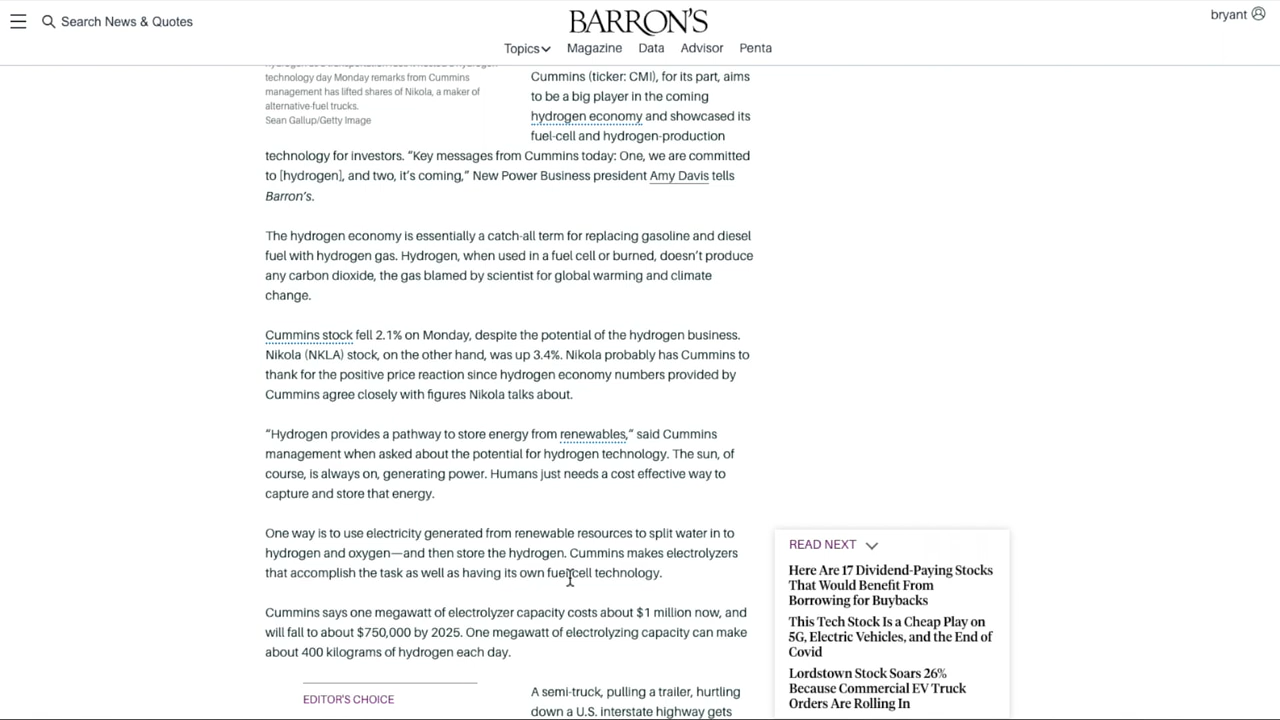 Search News & Quotes
BARRON'S
bryant
Topics
Magazine
Data
Advisor
Penta
technology day Monday remarks from Cummins
management has lifted shares of Nikola, a maker of
alternative-fuel trucks.
Sean Gallup/Getty Image
Cummins (ticker: CMI), for its part, aims
to be a big player in the coming
hydrogen economy and showcased its
fuel-cell and hydrogen-production
technology for investors. “Key messages from Cummins today: One, we are committed
to [hydrogen], and two, it’s coming,” New Power Business president Amy Davis tells
Barron’s.
The hydrogen economy is essentially a catch-all term for replacing gasoline and diesel
fuel with hydrogen gas. Hydrogen, when used in a fuel cell or burned, doesn’t produce
any carbon dioxide, the gas blamed by scientist for global warming and climate
change.
Cummins stock fell 2.1% on Monday, despite the potential of the hydrogen business.
Nikola (NKLA) stock, on the other hand, was up 3.4%. Nikola probably has Cummins to
thank for the positive price reaction since hydrogen economy numbers provided by
Cummins agree closely with figures Nikola talks about.
“Hydrogen provides a pathway to store energy from renewables,” said Cummins
management when asked about the potential for hydrogen technology. The sun, of
course, is always on, generating power. Humans just needs a cost effective way to
capture and store that energy.
One way is to use electricity generated from renewable resources to split water in to
hydrogen and oxygen—and then store the hydrogen. Cummins makes electrolyzers
that accomplish the task as well as having its own fuel cell technology.
Cummins says one megawatt of electrolyzer capacity costs about $1 million now, and
will fall to about $750,000 by 2025. One megawatt of electrolyzing capacity can make
about 400 kilograms of hydrogen each day.
EDITOR'S CHOICE
A semi-truck, pulling a trailer, hurtling
down a U.S. interstate highway gets
READ NEXT
Here Are 17 Dividend-Paying Stocks
That Would Benefit From
Borrowing for Buybacks
This Tech Stock Is a Cheap Play on
5G, Electric Vehicles, and the End of
Covid
Lordstown Stock Soars 26%
Because Commercial EV Truck
Orders Are Rolling In